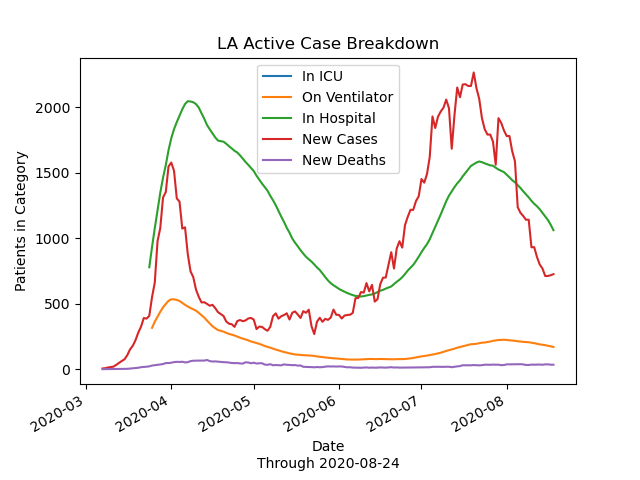 LA Active Case Breakdown
In ICU
On Ventilator
In Hospital
New Cases
New Deaths
Patients in Category
2000
1500
1000
500
0
2020-03
2020-04
2020-05
2020-06
2020-07
2020-08
Date
Through 2020-08-24